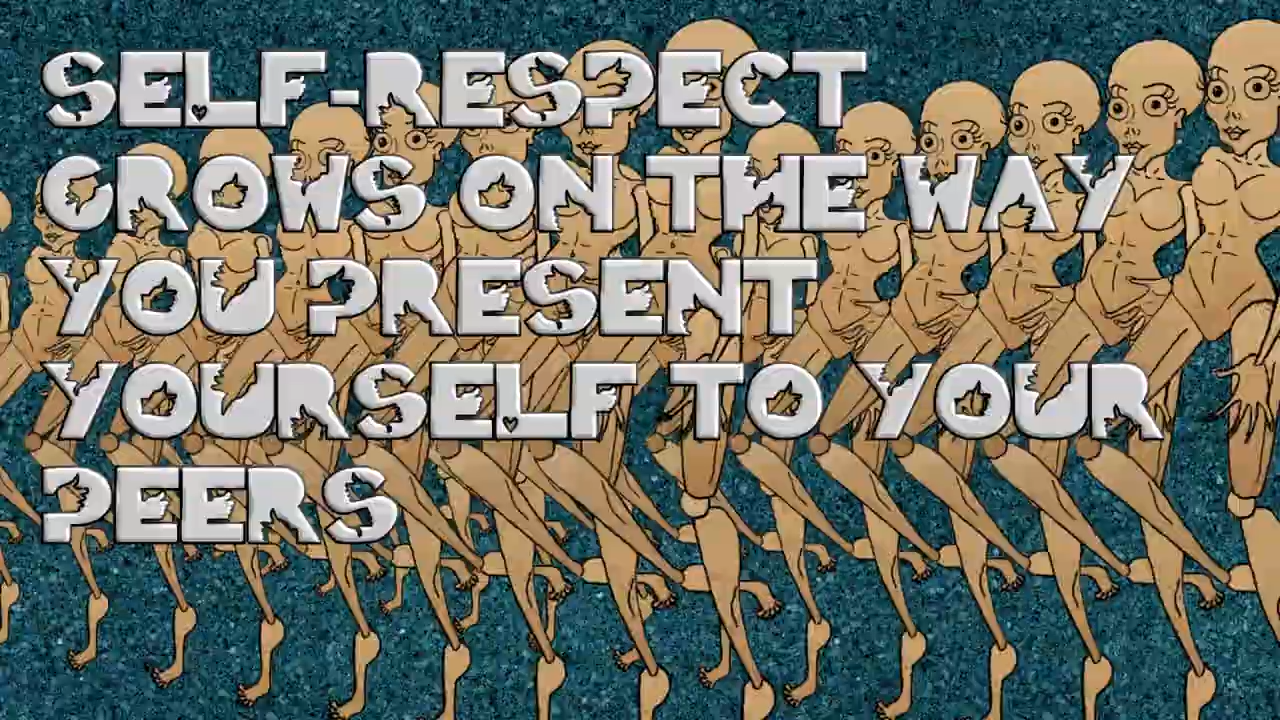 SELF-RESPECT
GROWS ON THE WAY
YOU PRESENT
YOURSELF TO YOUR
PEERS